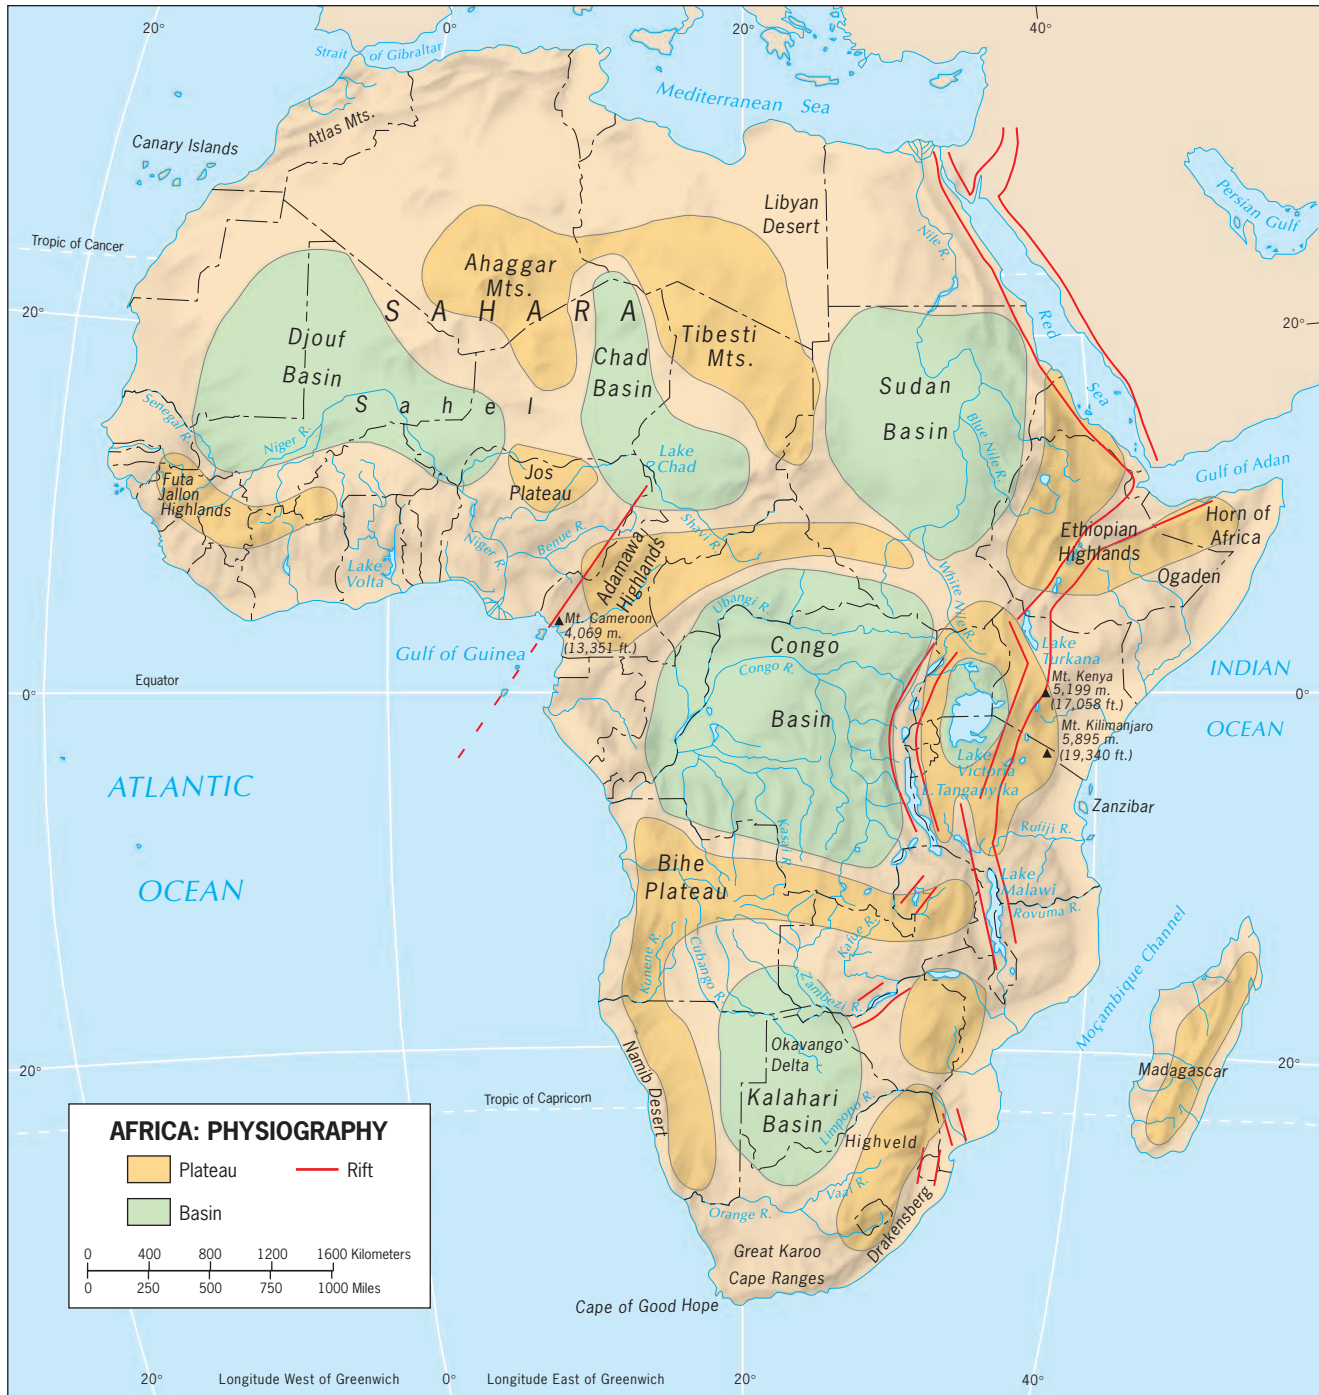 20°
0°
20°
40°
Strait of Gibraltar
Mediterranean Sea
Atlas Mts.
Canary Islands
Persian Gulf
Libyan
Desert
Nile R.
Tropic of Cancer
Ahaggar
Mts.
20°
SAHARA
Red
Sea
20°
Djouf
Basin
Tibesti
Mts.
Chad
Basin
Sudan
Basin
Sahel
Senegal R.
Niger R.
Blue Nile R.
Lake
Chad
Gulf of Adan
Jos
Plateau
Futa
Jallon
Highlands
Horn of
Africa
Shavi R.
Benue R.
Niger R.
Ethiopian
Highlands
Adamawa
Highlands
Lake
Volta
Ogaden
White Nile R.
Ubangi R.
Mt. Cameroon
4,069 m.
(13,351 ft.)
Gulf of Guinea
Congo
Basin
Congo R.
Lake
Turkana
INDIAN
OCEAN
Equator
Mt. Kenya
5,199 m.
(17,058 ft.)
0°
0°
Mt. Kilimanjaro
5,895 m.
(19,340 ft.)
Lake
Victoria
L.Tanganyika
ATLANTIC
OCEAN
Zanzibar
Rufiji R.
Kasai R.
Bihe
Plateau
Lake
Malawi
Rovuma R.
Kafue R.
Kunene R.
Cubango R.
Zambezi R.
Moçambique Channel
Okavango
Delta
Namib Desert
Madagascar
20°
20°
Kalahari
Basin
Tropic of Capricorn
Limpopo R.
Highveld
Vaal R.
Orange R.
Drakensberg
Great Karoo
Cape Ranges
Cape of Good Hope
AFRICA: PHYSIOGRAPHY
Plateau
Rift
Basin
0 400 800 1200 1600 Kilometers
0 250 500 750 1000 Miles
20°
Longitude West of Greenwich
0°
Longitude East of Greenwich
20°
40°